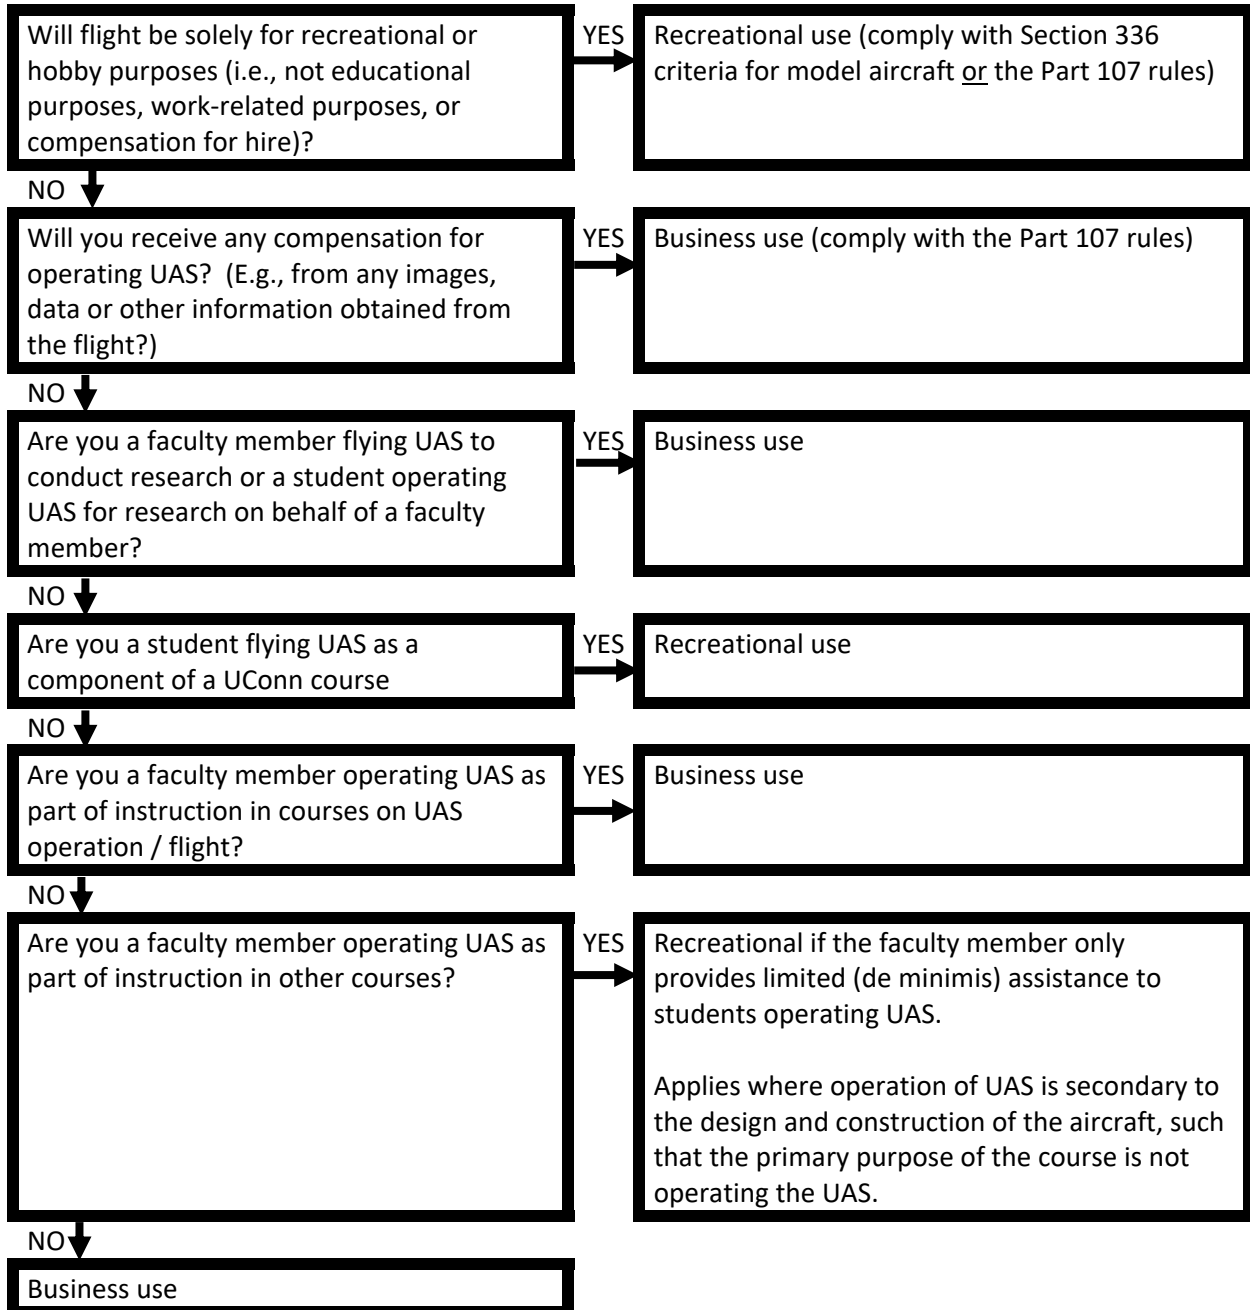 Will flight be solely for recreational or
hobby purposes (i.e., not educational
purposes, work-related purposes, or
compensation for hire)?
YES
Recreational use (comply with Section 336
criteria for model aircraft or the Part 107 rules)
NO
Will you receive any compensation for
operating UAS?  (E.g., from any images,
data or other information obtained from
the flight?)
YES
Business use (comply with the Part 107 rules)
NO
Are you a faculty member flying UAS to
conduct research or a student operating
UAS for research on behalf of a faculty
member?
YES
Business use
NO
Are you a student flying UAS as a
component of a UConn course
YES
Recreational use
NO
Are you a faculty member operating UAS as
part of instruction in courses on UAS
operation / flight?
YES
Business use
NO
Are you a faculty member operating UAS as
part of instruction in other courses?
YES
Recreational if the faculty member only
provides limited (de minimis) assistance to
students operating UAS.
Applies where operation of UAS is secondary to
the design and construction of the aircraft, such
that the primary purpose of the course is not
operating the UAS.
NO
Business use